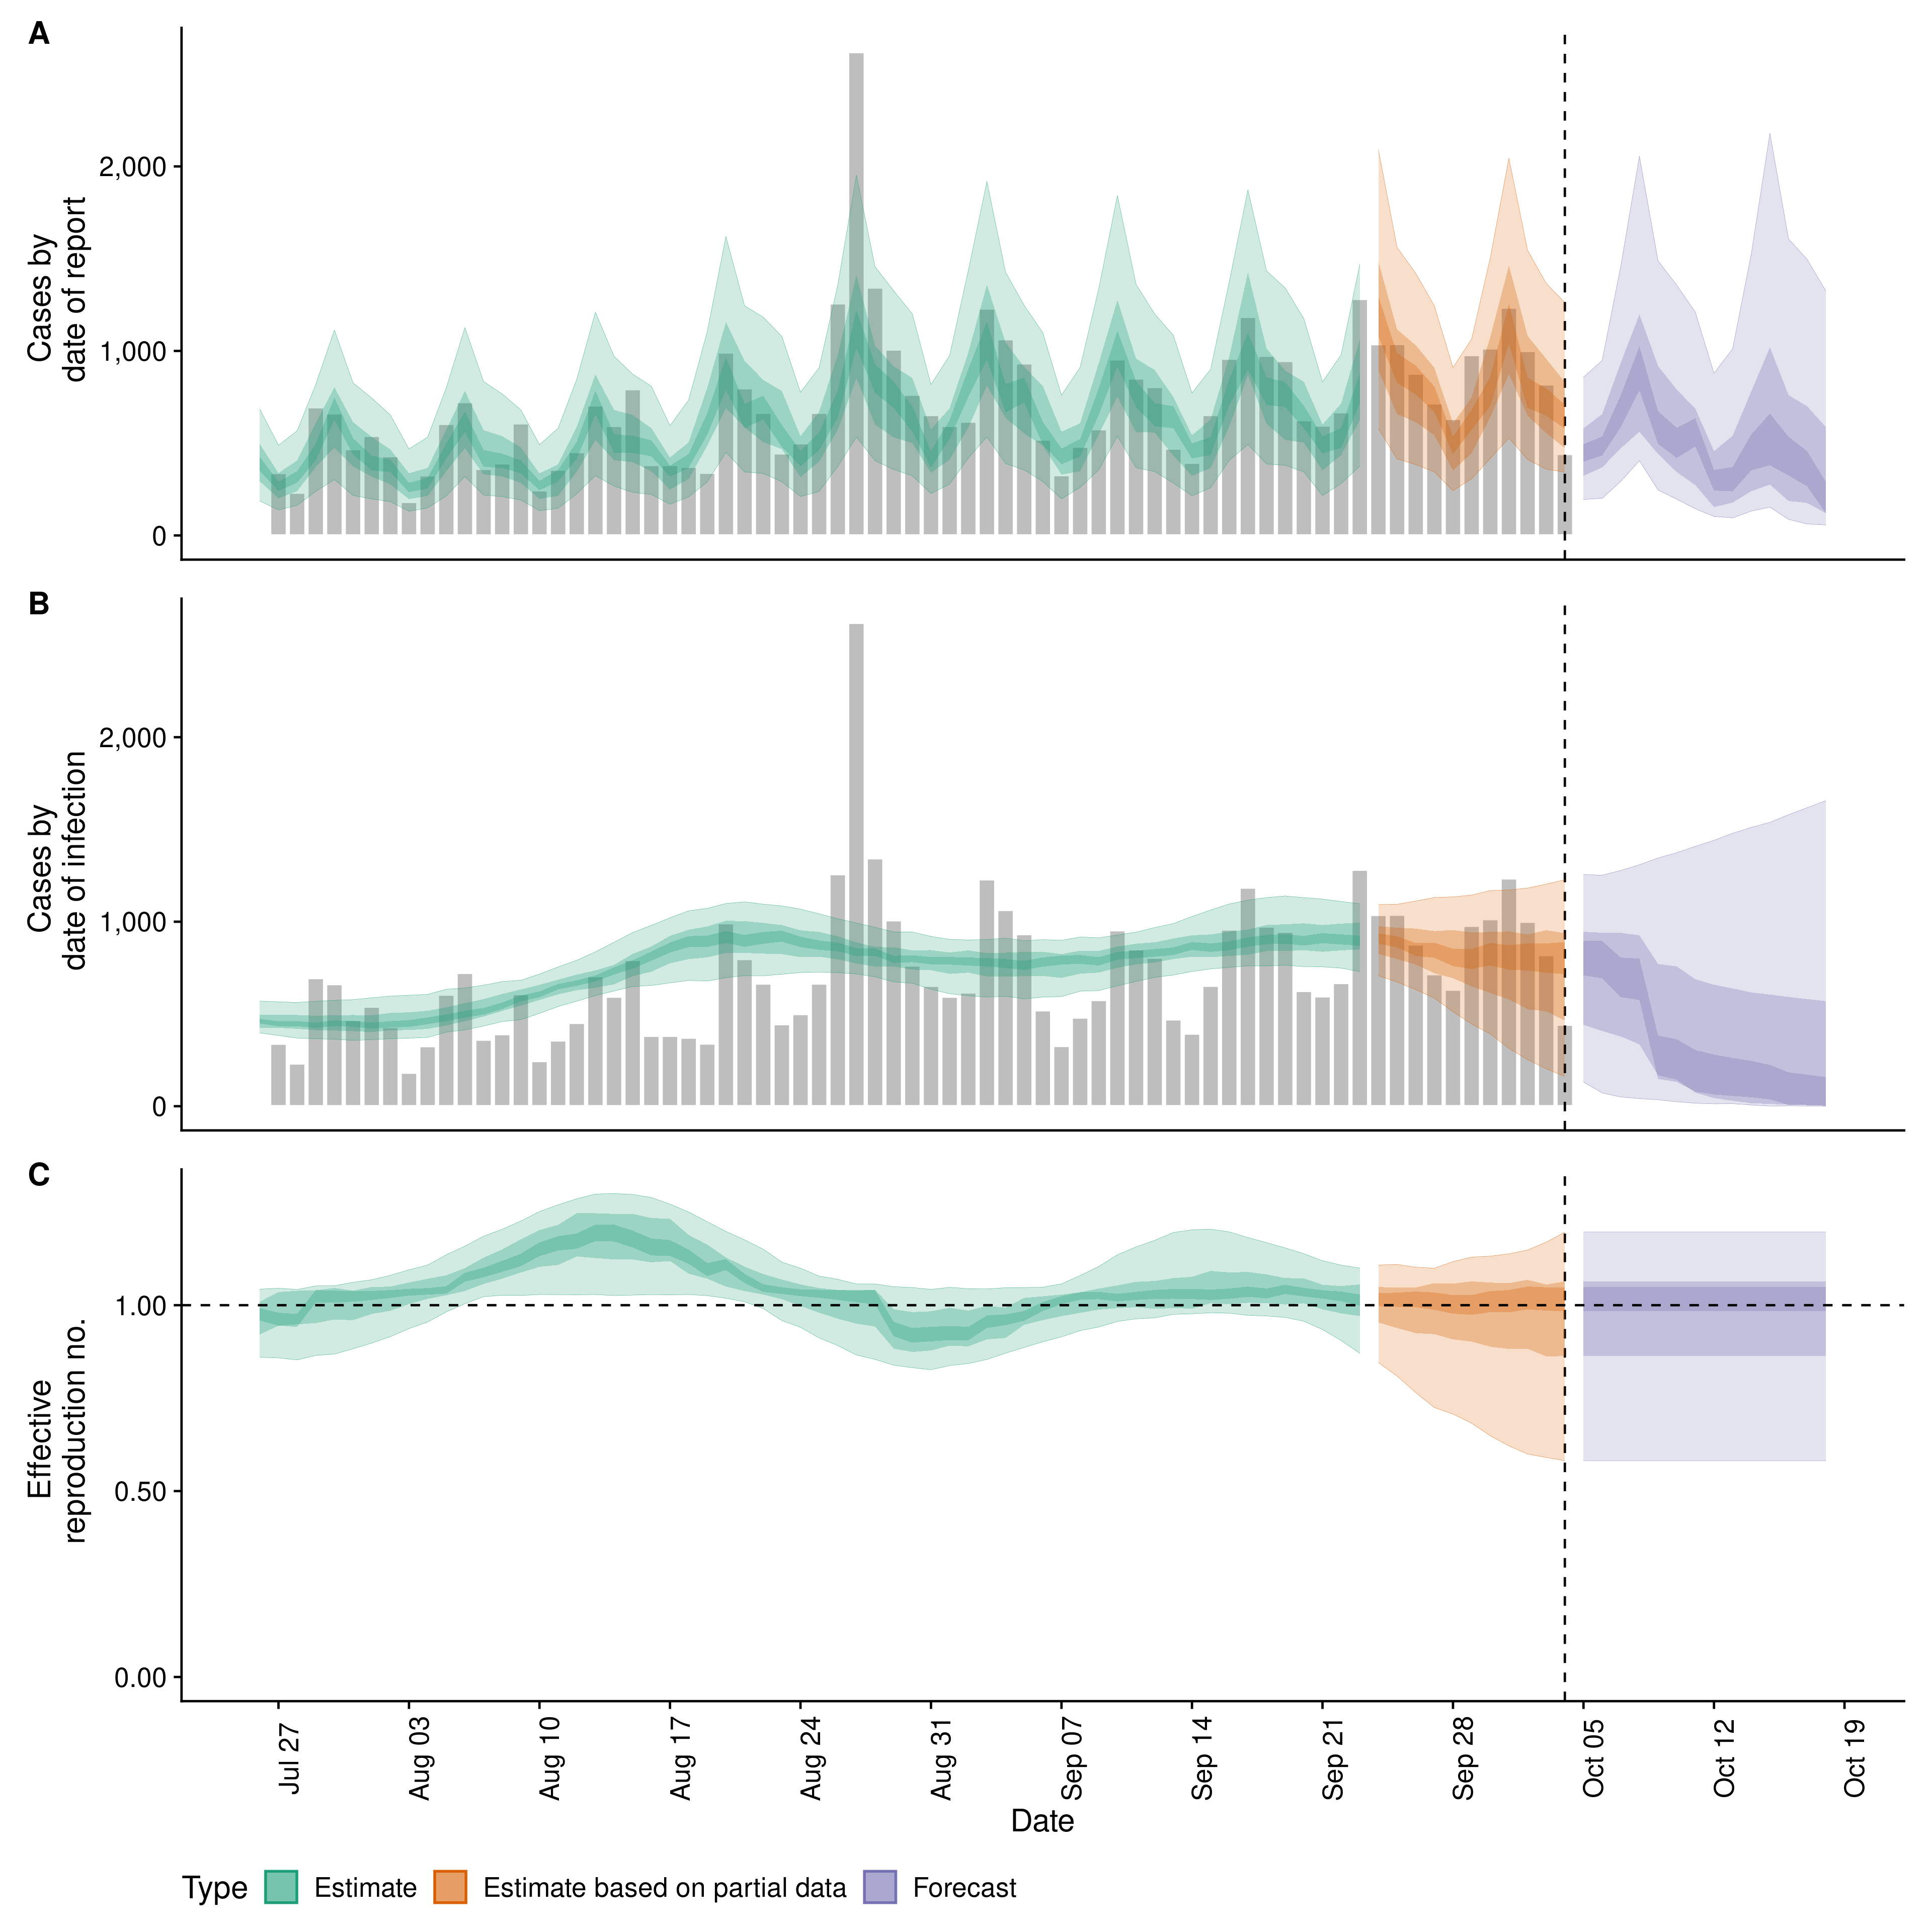 A
Cases by
date of report
2,000
1,000
0
B
Cases by
date of infection
2,000
1,000
0
C
Effective
reproduction no.
1.00
0.50
0.00
Jul 27
Aug 03
Aug 10
Aug 17
Aug 24
Aug 31
Sep 07
Sep 14
Sep 21
Sep 28
Oct 05
Oct 12
Oct 19
Date
Type Estimate Estimate based on partial data Forecast